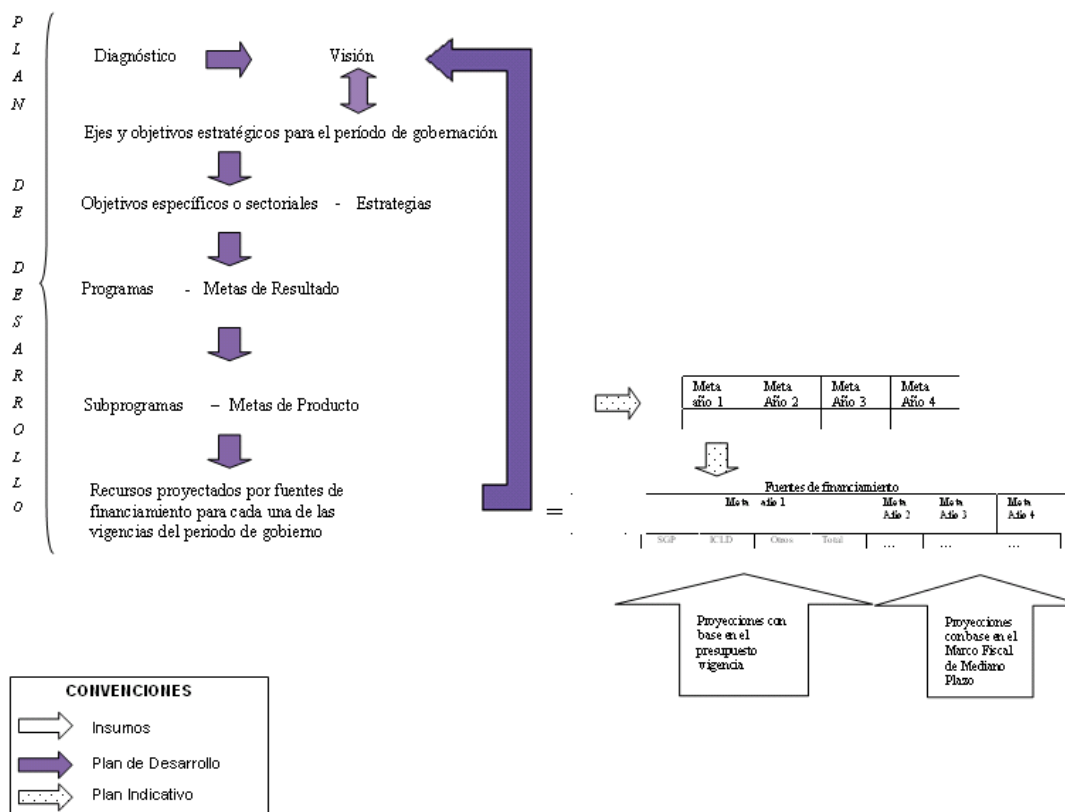 PLAN DE DESARROLLO
Diagnóstico
Visión
Ejes y objetivos estratégicos para el período de gobernación
Objetivos específicos o sectoriales - Estrategias
Programas - Metas de Resultado
Subprogramas – Metas de Producto
Recursos proyectados por fuentes de
financiamiento para cada una de las
vigencias del periodo de gobierno
=
Meta año 1
Meta Año 2
Meta Año 3
Meta Año 4
Fuentes de financiamiento
Meta año 1
Meta Año 2
Meta Año 3
Meta Año 4
SGP
ICLD
Otros
Total
...
...
...
Proyecciones con
base en el
presupuesto
vigencia
Proyecciones
con base en el
Marco Fiscal
de Mediano
Plazo
CONVENCIONES
Insumos
Plan de Desarrollo
Plan Indicativo